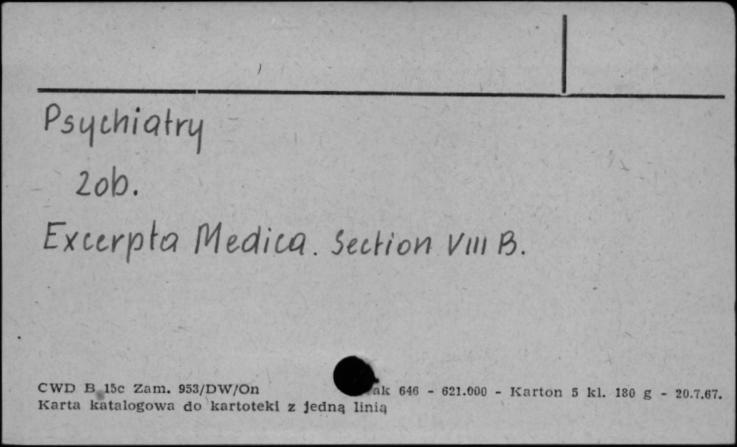 Psychiatry
Zob.
Excerpta Medica. Section VIII B.
CWD B 15c Zam. 953/DW/On ak 646 - 621.000 - Karton 5 kl. 180 g - 20.7.67.
Karta katalogowa do kartoteki z jedną linią